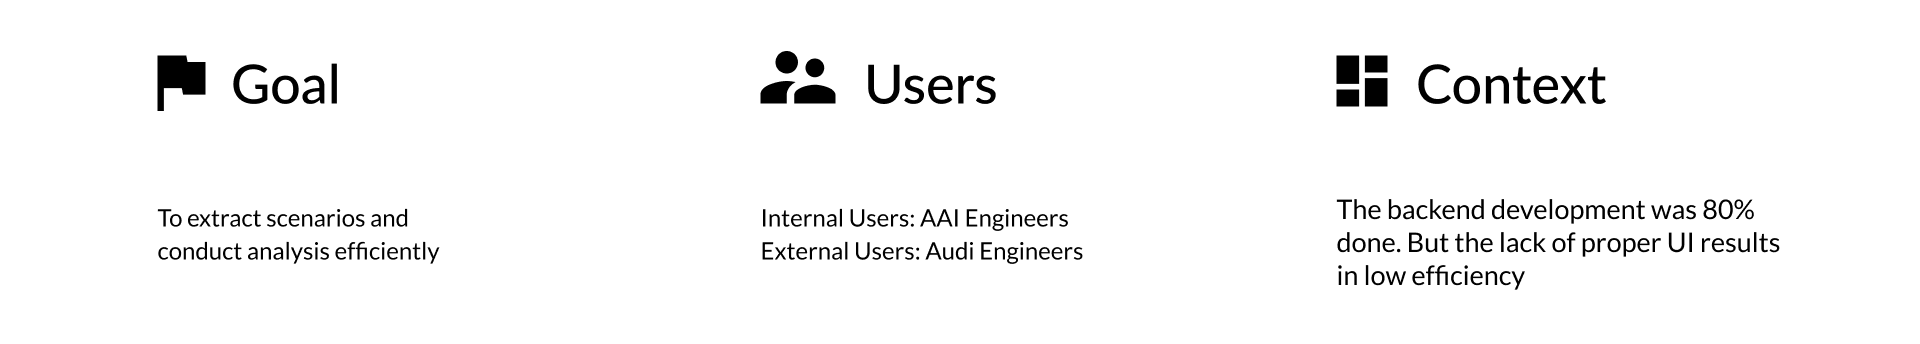 Goal
To extract scenarios and
conduct analysis efficiently
Users
Internal Users: AAI Engineers
External Users: Audi Engineers
Context
The backend development was 80%
done. But the lack of proper UI results
in low efficiency